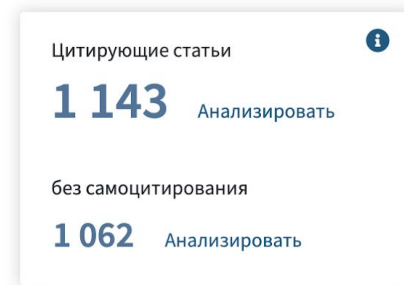 Цитирующие статьи
1 143 Анализировать
без самоцитирования
1 062 Анализировать